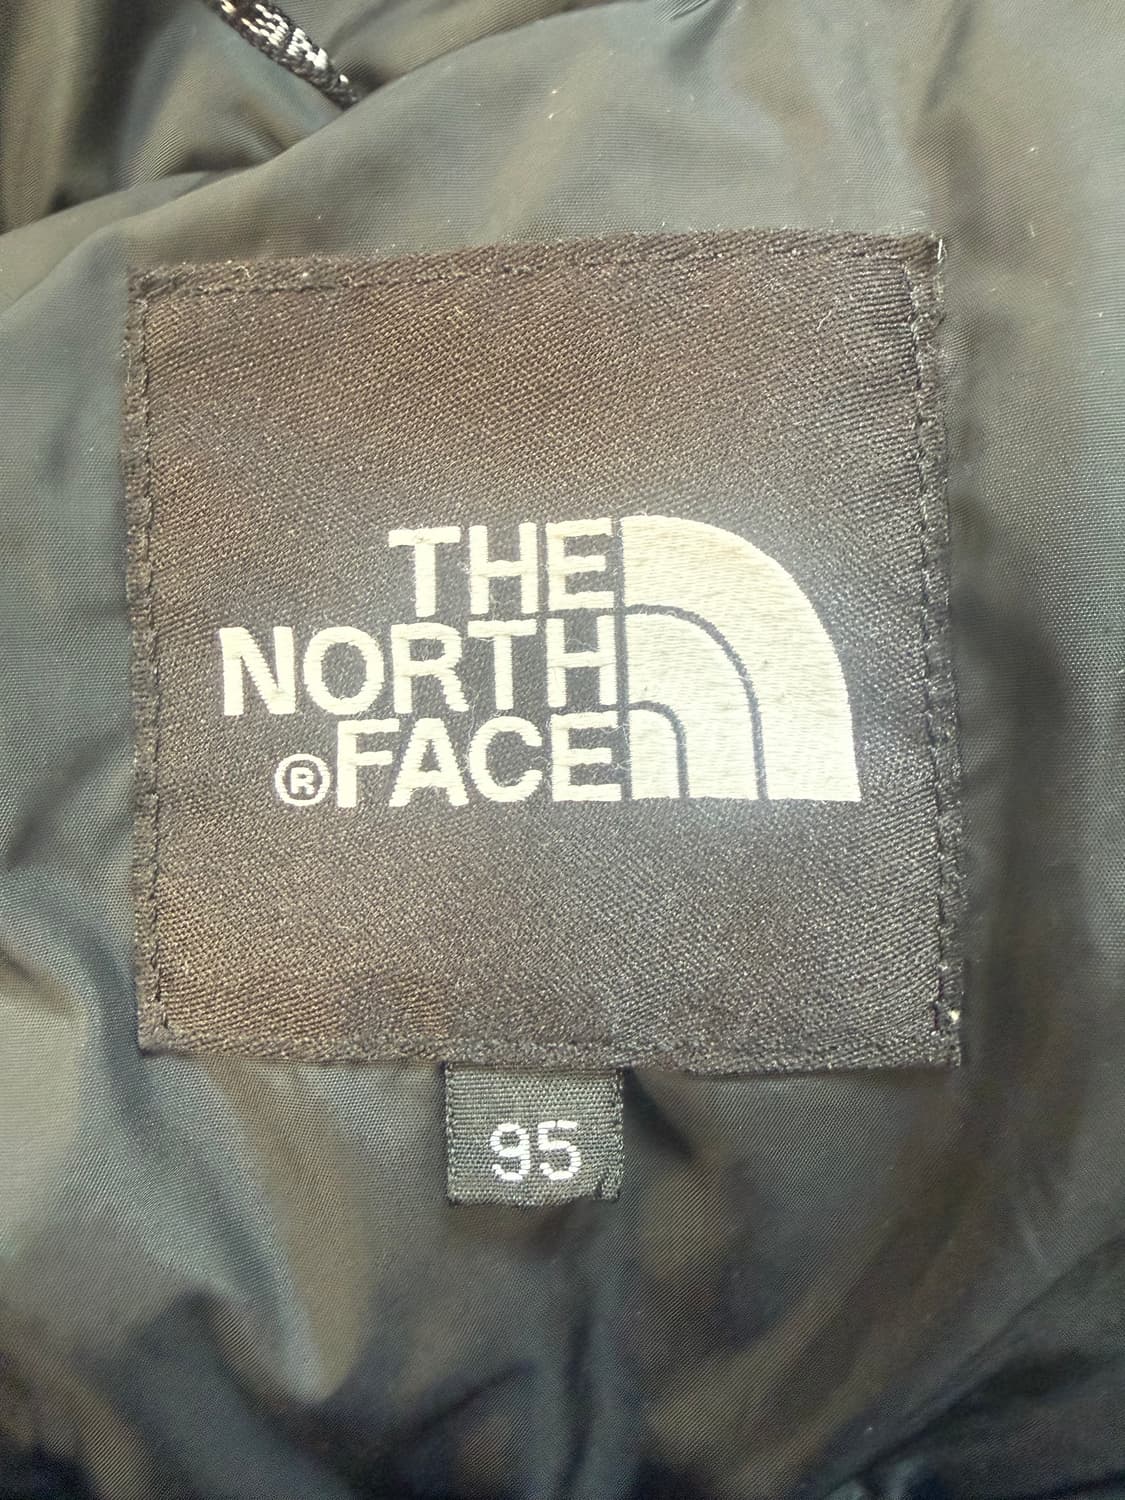 THE
NORTH
®FACE
95